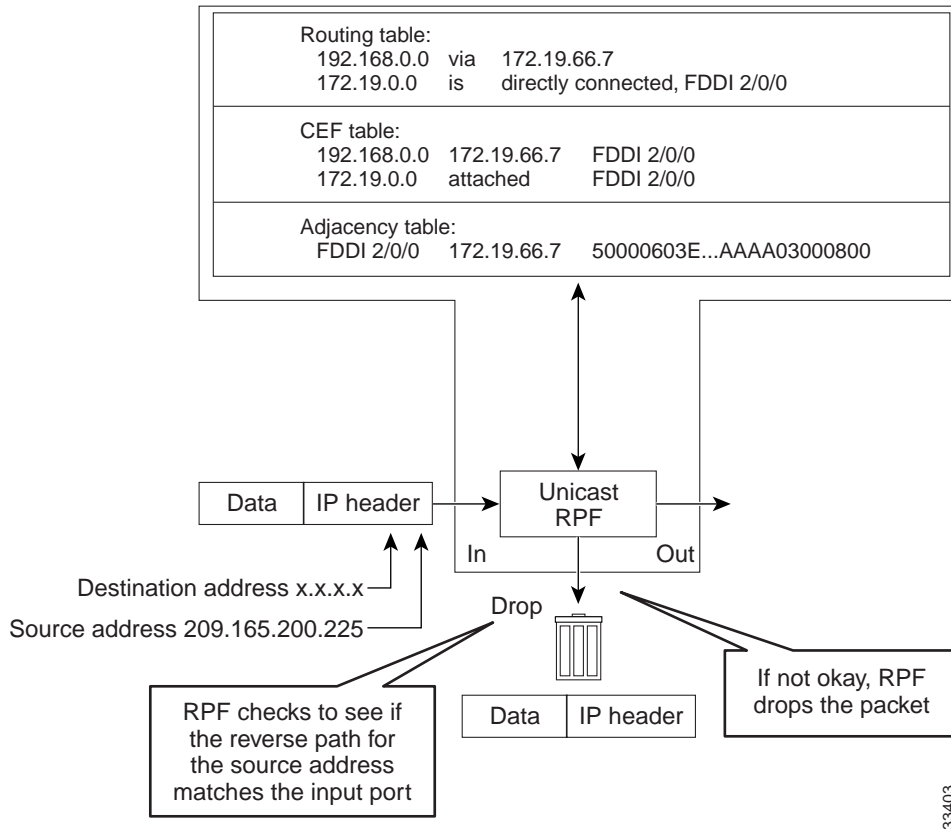 Routing table:
192.168.0.0 via 172.19.66.7
172.19.0.0 is directly connected, FDDI 2/0/0
CEF table:
192.168.0.0 172.19.66.7 FDDI 2/0/0
172.19.0.0 attached FDDI 2/0/0
Adjacency table:
FDDI 2/0/0 172.19.66.7 50000603E...AAAA03000800
Data IP header
Unicast
RPF
In Out
Destination address x.x.x.x
Source address 209.165.200.225
Drop
RPF checks to see if
the reverse path for
the source address
matches the input port
Data IP header
If not okay, RPF
drops the packet
33403